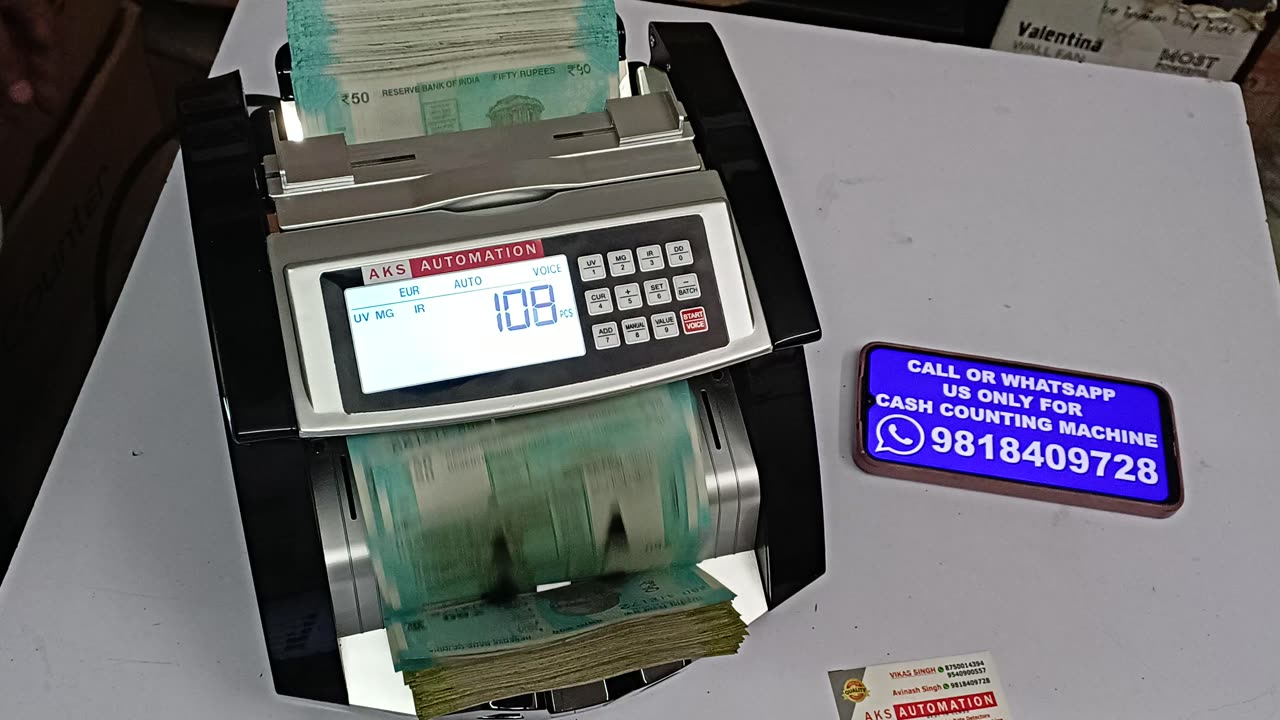 Valentina
WALL FAN
MOST
₹50 RESERVE BANK OF INDIA FIFTY RUPEES ₹50
counter
AKS AUTOMATION
EUR AUTO VOICE
UV MG IR
108 PCS
UV 1 MG 2 IR 3 DD 0
CUR 4 + 5 SET 6 - BATCH
ADD 7 MANUAL 8 VALUE 9 START VOICE
CALL OR WHATSAPP
US ONLY FOR
CASH COUNTING MACHINE
9818409728
VIKAS SINGH 8750014394
9540900557
Avinash Singh 9818409728
QUALITY
AKS AUTOMATION